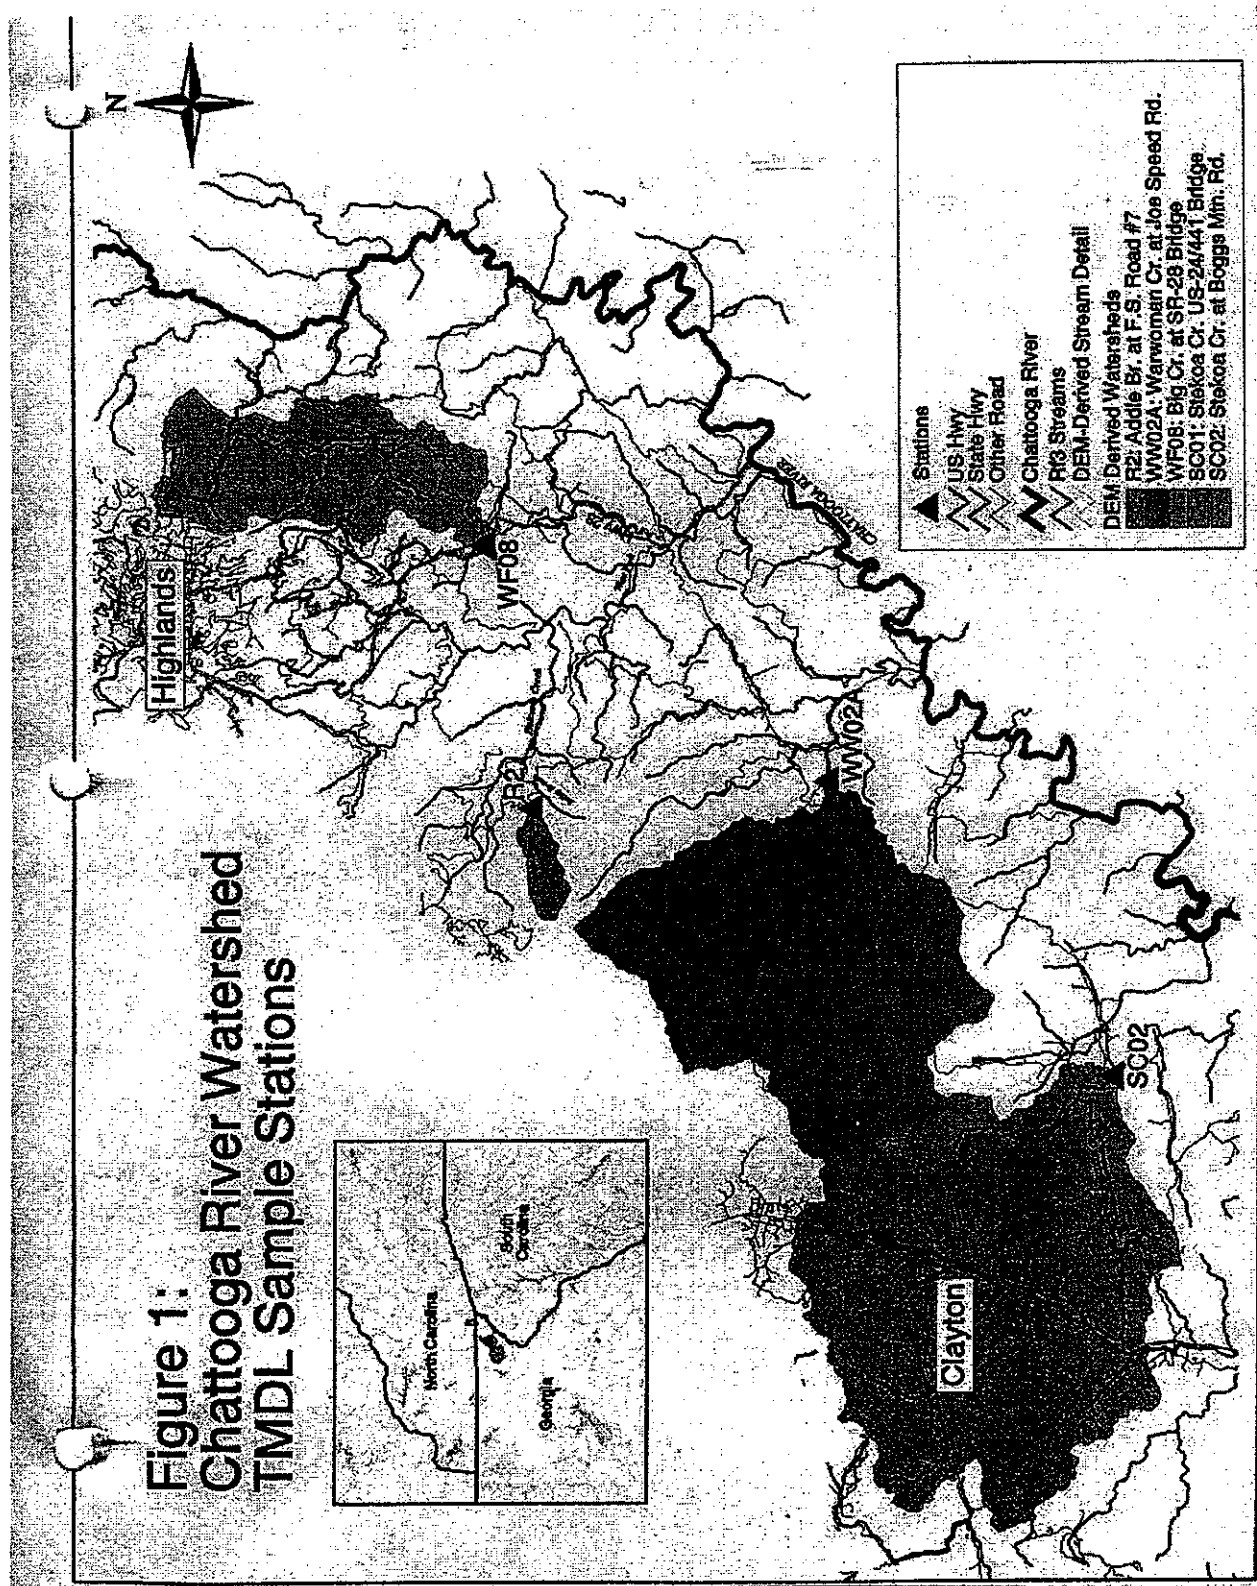 Figure 1:
Chattooga River Watershed
TMDL Sample Stations
N
North Carolina
South
Carolina
Georgia
Highlands
WF08
R2
WW02A
SC02
Clayton
CHATTOOGA RIVER
Stations
US Hwy
State Hwy
Other Road
Chattooga River
Rf3 Streams
DEM-Derived Stream Detail
DEM Derived Watersheds
R2: Addie Br. at F.S. Road #7
WW02A: Warwoman Cr. at Joe Speed Rd.
WF08: Big Cr. at SR-28 Bridge
SC01: Stekoa Cr. US-24/441 Bridge
SC02: Stekoa Cr. at Boggs Mtn. Rd.